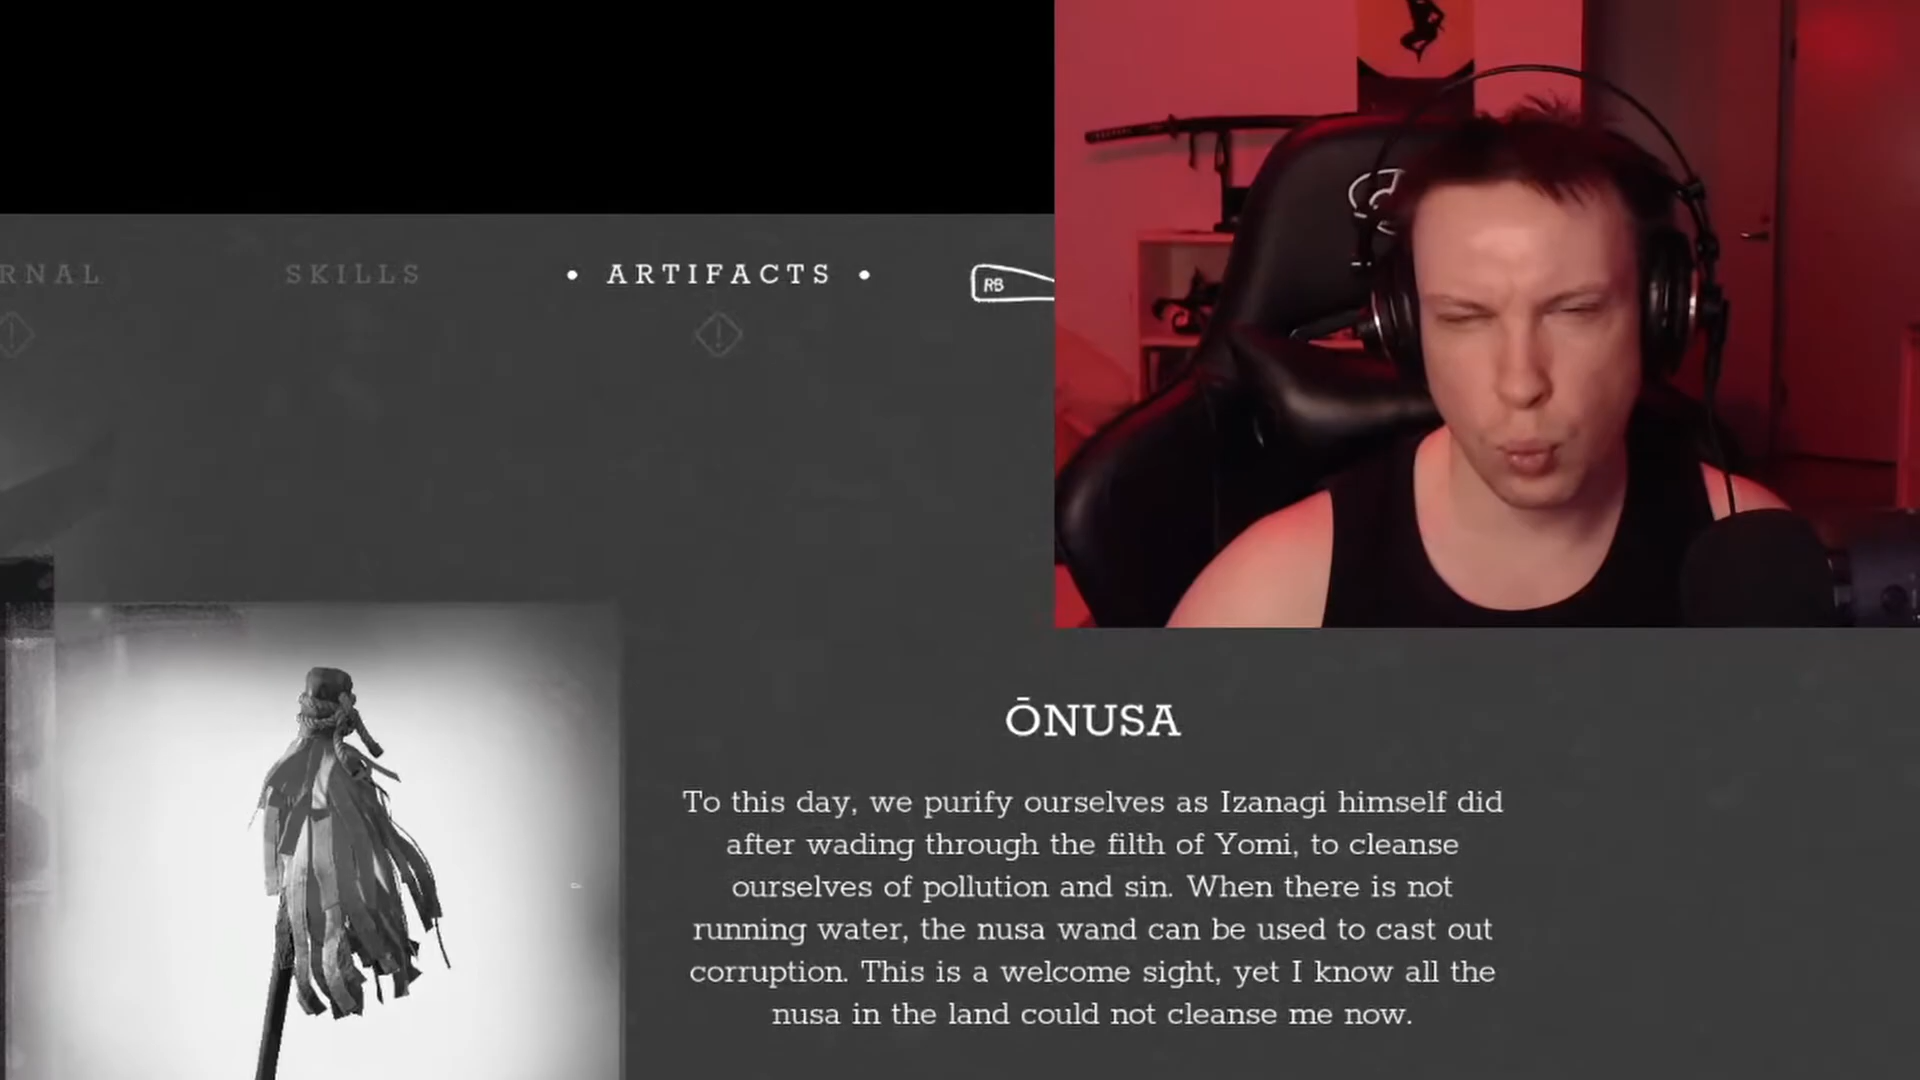 RNAL
SKILLS
• ARTIFACTS •
RB
ŌNUSA
To this day, we purify ourselves as Izanagi himself did
after wading through the filth of Yomi, to cleanse
ourselves of pollution and sin. When there is not
running water, the nusa wand can be used to cast out
corruption. This is a welcome sight, yet I know all the
nusa in the land could not cleanse me now.